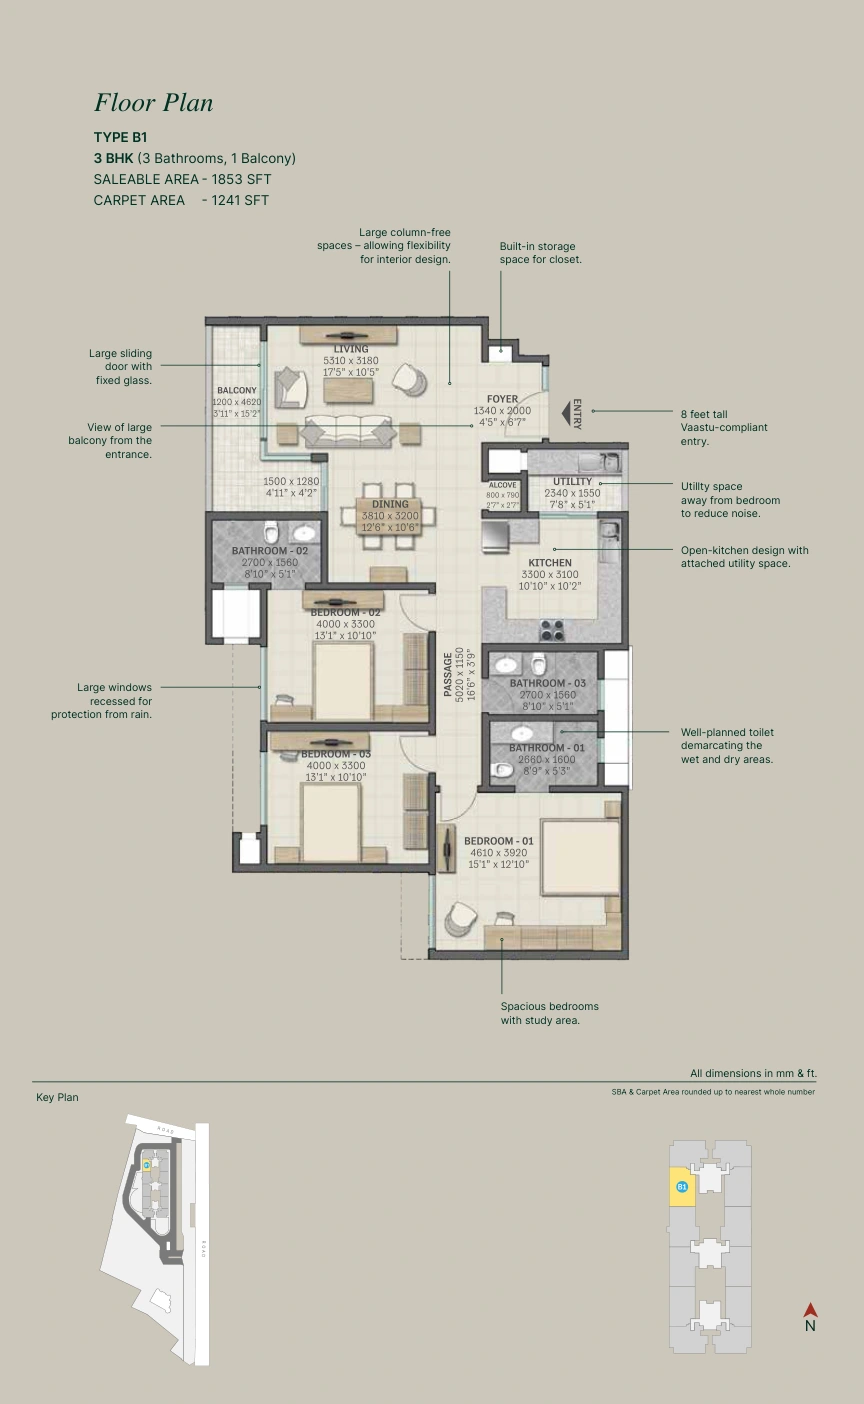 Floor Plan
TYPE B1
3 BHK (3 Bathrooms, 1 Balcony)
SALEABLE AREA - 1853 SFT
CARPET AREA - 1241 SFT
Large column-free
spaces – allowing flexibility
for interior design.
Built-in storage
space for closet.
Large sliding
door with
fixed glass.
View of large
balcony from the
entrance.
LIVING
5310 x 3180
17'5" x 10'5"
BALCONY
1200 x 4620
3'11" x 15'2"
FOYER
1340 x 2000
4'5" x 6'7"
ENTRY
8 feet tall
Vaastu-compliant
entry.
1500 x 1280
4'11" x 4'2"
DINING
3810 x 3200
12'6" x 10'6"
ALCOVE
800 x 790
2'7" x 2'7"
UTILITY
2340 x 1550
7'8" x 5'1"
Utility space
away from bedroom
to reduce noise.
KITCHEN
3300 x 3100
10'10" x 10'2"
Open-kitchen design with
attached utility space.
BATHROOM - 02
2700 x 1560
8'10" x 5'1"
BEDROOM - 02
4000 x 3300
13'1" x 10'10"
PASSAGE
5020 x 1150
16'6" x 3'9"
BATHROOM - 03
2700 x 1560
8'10" x 5'1"
Large windows
recessed for
protection from rain.
BATHROOM - 01
2660 x 1600
8'9" x 5'3"
Well-planned toilet
demarcating the
wet and dry areas.
BEDROOM - 03
4000 x 3300
13'1" x 10'10"
BEDROOM - 01
4610 x 3920
15'1" x 12'10"
Spacious bedrooms
with study area.
All dimensions in mm & ft.
SBA & Carpet Area rounded up to nearest whole number
Key Plan
ROAD
ROAD
B1
N